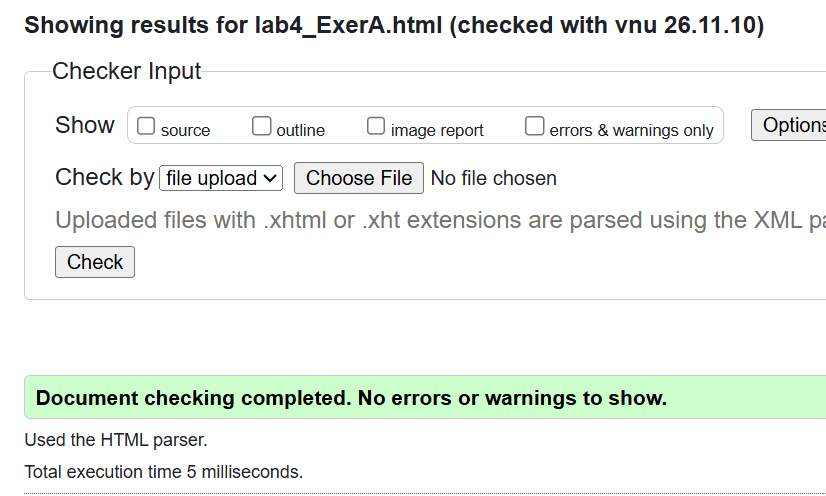 Showing results for lab4_ExerA.html (checked with vnu 26.11.10)
Checker Input
Show source outline image report errors & warnings only Options
Check by file upload Choose File No file chosen
Uploaded files with .xhtml or .xht extensions are parsed using the XML pa
Check
Document checking completed. No errors or warnings to show.
Used the HTML parser.
Total execution time 5 milliseconds.